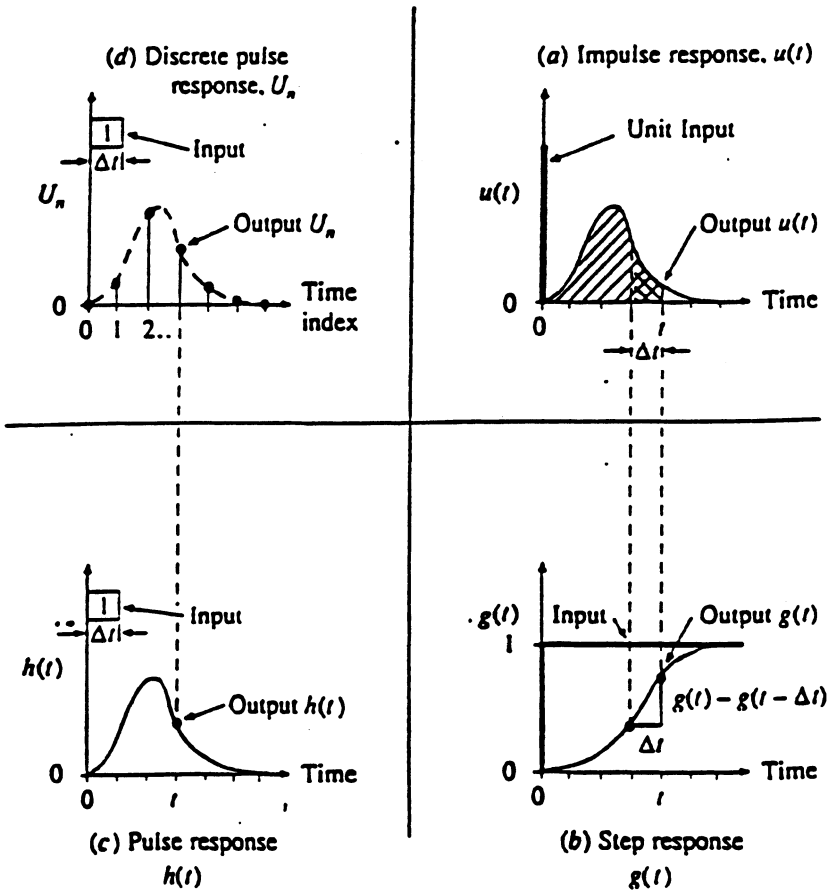 (d) Discrete pulse
response, Uₙ
1
Input
Δt
Uₙ
Output Uₙ
0
Time
index
0 1 2..
(a) Impulse response, u(t)
Unit Input
u(t)
Output u(t)
0
Time
0 t
Δt
1
Input
Δt
h(t)
Output h(t)
0
Time
0 t
(c) Pulse response
h(t)
g(t)
Input
Output g(t)
1
g(t) – g(t – Δt)
Δt
0
Time
0 t
(b) Step response
g(t)